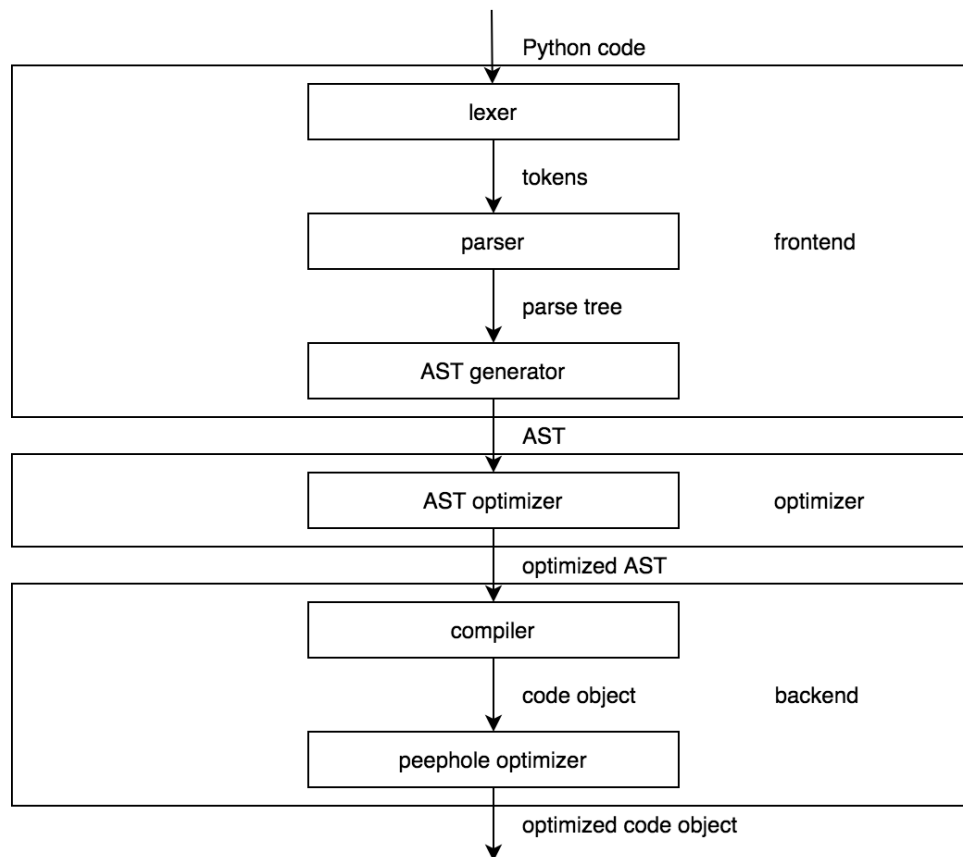 Python code
lexer
tokens
parser
frontend
parse tree
AST generator
AST
AST optimizer
optimizer
optimized AST
compiler
code object
backend
peephole optimizer
optimized code object